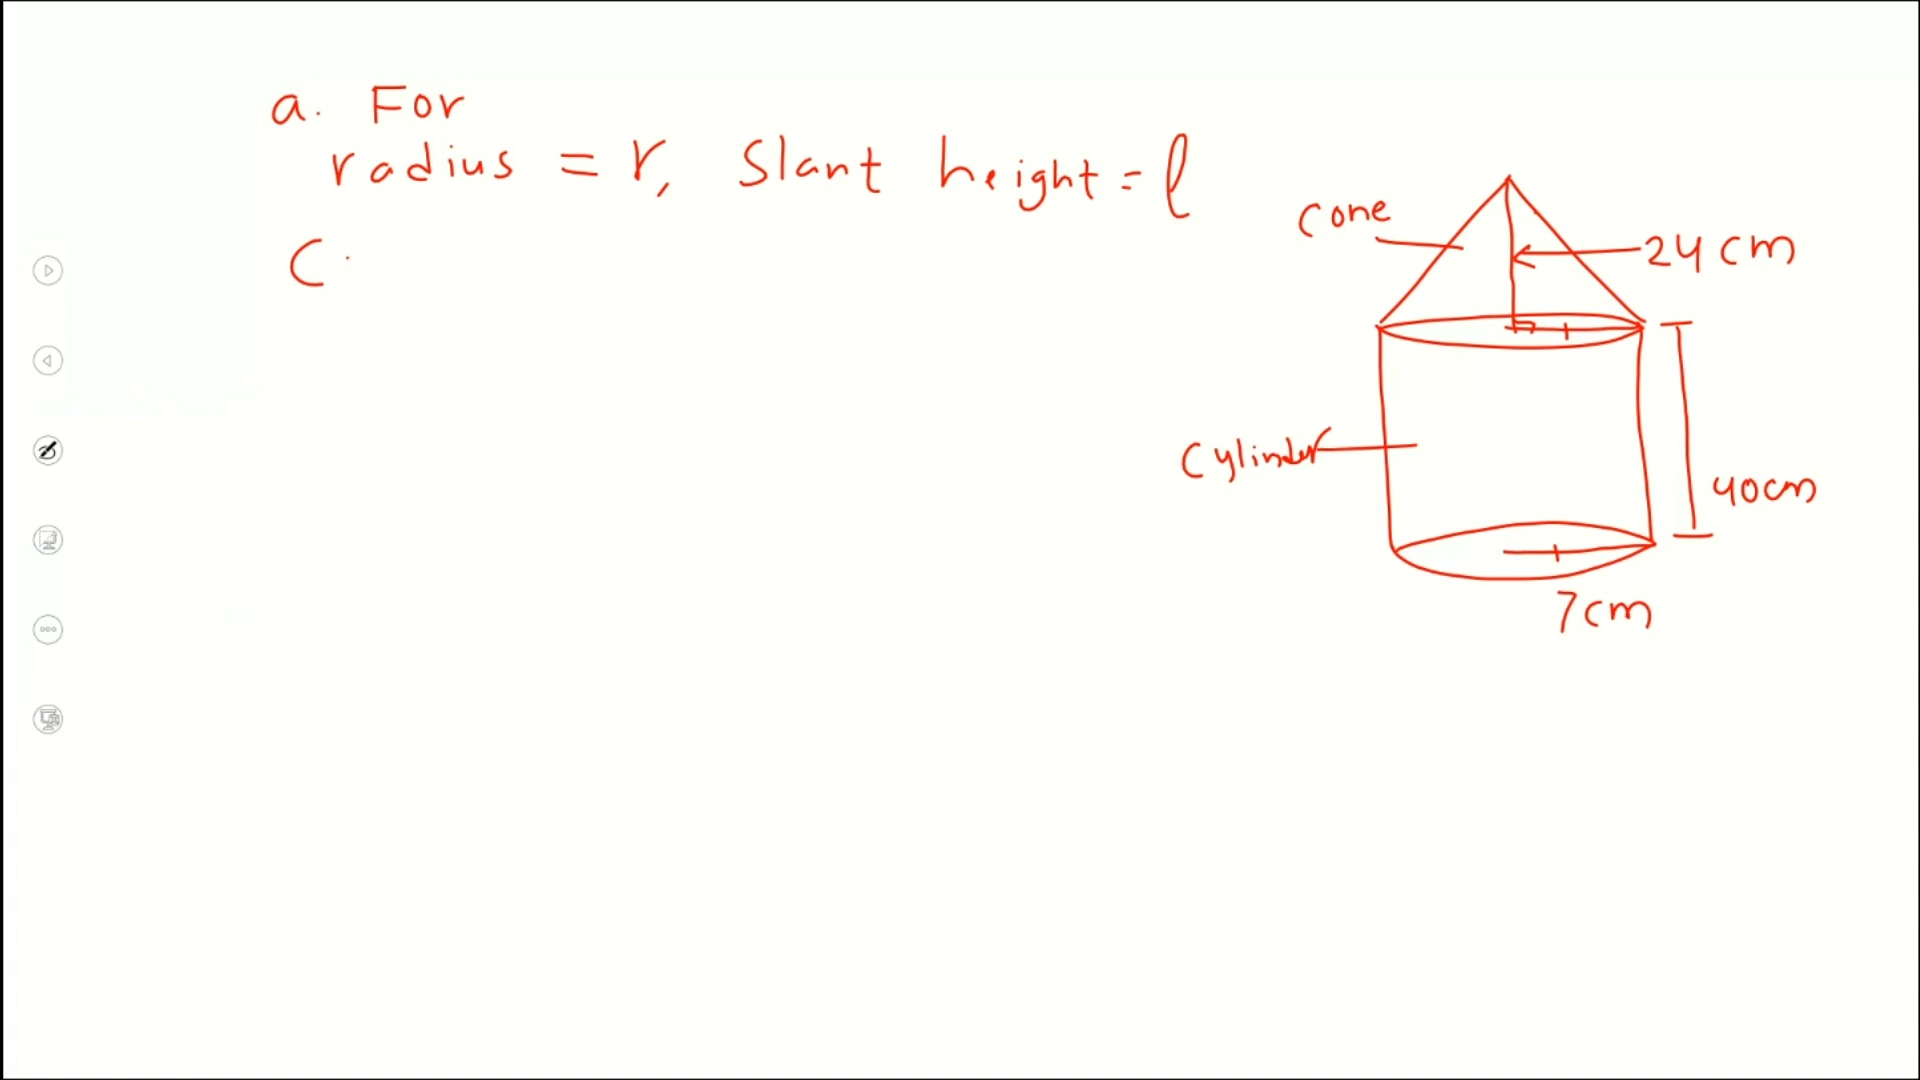 a. For
radius = r, Slant height = l
C
Cone
24 cm
Cylinder
40cm
7cm